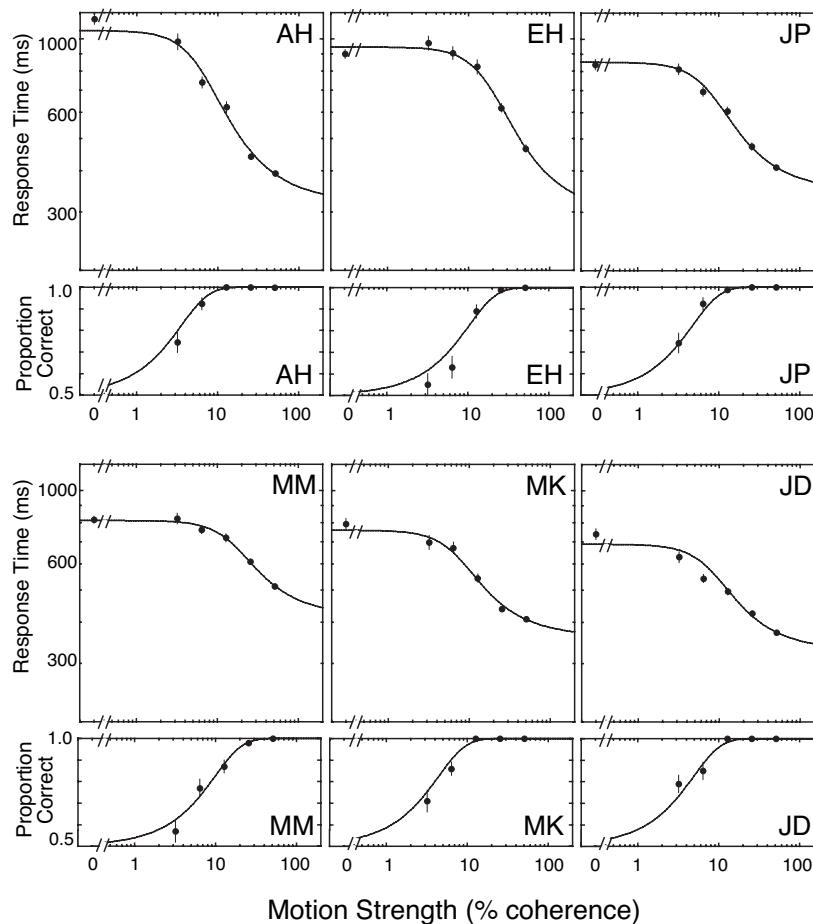 AH
EH
JP
Response Time (ms)
1000
600
300
Proportion
Correct
1.0
0.5
AH
EH
JP
0 1 10 100
0 1 10 100
0 1 10 100
MM
MK
JD
Response Time (ms)
1000
600
300
Proportion
Correct
1.0
0.5
MM
MK
JD
0 1 10 100
0 1 10 100
0 1 10 100
Motion Strength (% coherence)